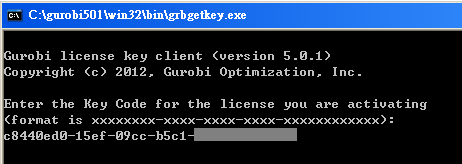 C:\gurobi501\win32\bin\grbgetkey.exe
Gurobi license key client (version 5.0.1)
Copyright (c) 2012, Gurobi Optimization, Inc.
Enter the Key Code for the license you are activating
(format is xxxxxxxx-xxxx-xxxx-xxxx-xxxxxxxxxxxx):
c8440ed0-15ef-09cc-b5c1-